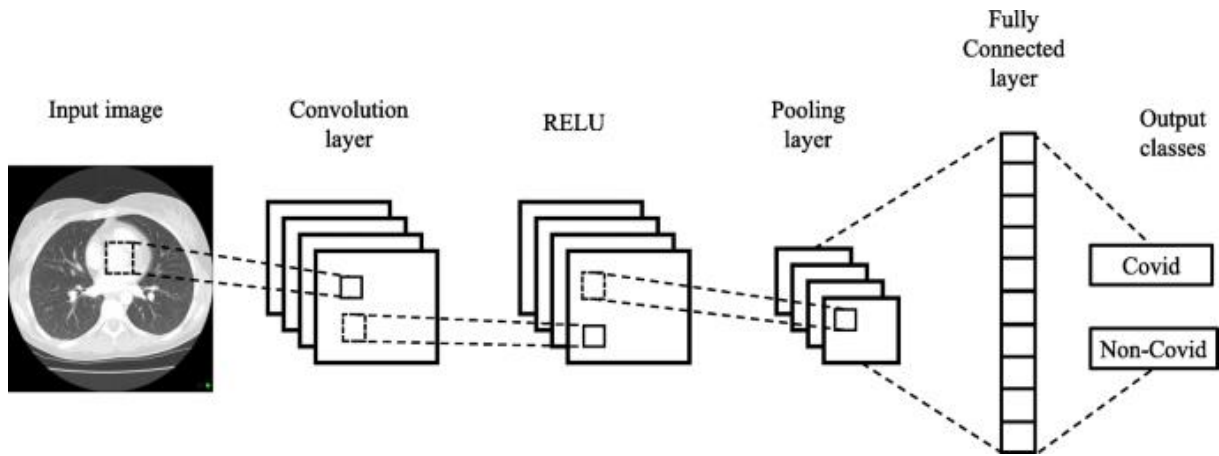 Input image
Convolution
layer
RELU
Pooling
layer
Fully
Connected
layer
Output
classes
Covid
Non-Covid